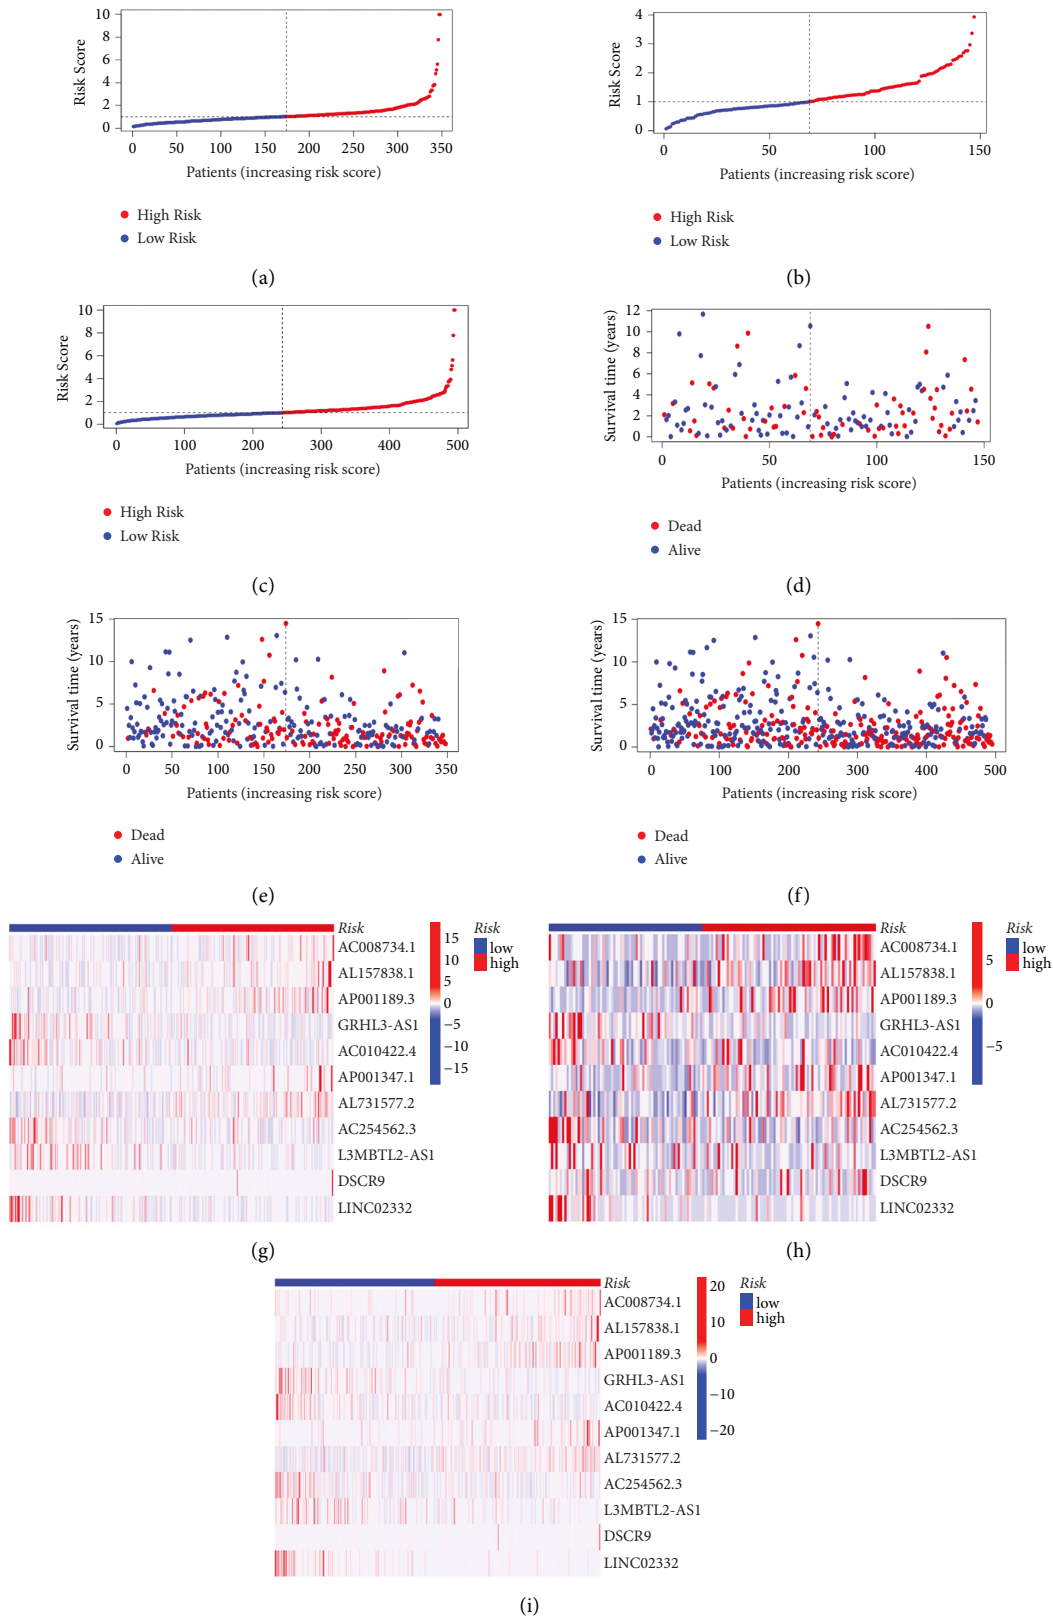 10
8
6
4
2
0
Risk Score
0 50 100 150 200 250 300 350
Patients (increasing risk score)
High Risk
Low Risk
(a)
4
3
2
1
0
Risk Score
0 50 100 150
Patients (increasing risk score)
High Risk
Low Risk
(b)
10
8
6
4
2
0
Risk Score
0 100 200 300 400 500
Patients (increasing risk score)
High Risk
Low Risk
(c)
12
10
8
6
4
2
0
Survival time (years)
0 50 100 150
Patients (increasing risk score)
Dead
Alive
(d)
15
10
5
0
Survival time (years)
0 50 100 150 200 250 300 350
Patients (increasing risk score)
Dead
Alive
(e)
15
10
5
0
Survival time (years)
0 100 200 300 400 500
Patients (increasing risk score)
Dead
Alive
(f)
Risk
AC008734.1
AL157838.1
AP001189.3
GRHL3-AS1
AC010422.4
AP001347.1
AL731577.2
AC254562.3
L3MBTL2-AS1
DSCR9
LINC02332
15
10
5
0
−5
−10
−15
Risk
low
high
(g)
Risk
AC008734.1
AL157838.1
AP001189.3
GRHL3-AS1
AC010422.4
AP001347.1
AL731577.2
AC254562.3
L3MBTL2-AS1
DSCR9
LINC02332
5
0
−5
Risk
low
high
(h)
Risk
AC008734.1
AL157838.1
AP001189.3
GRHL3-AS1
AC010422.4
AP001347.1
AL731577.2
AC254562.3
L3MBTL2-AS1
DSCR9
LINC02332
20
10
0
−10
−20
Risk
low
high
(i)